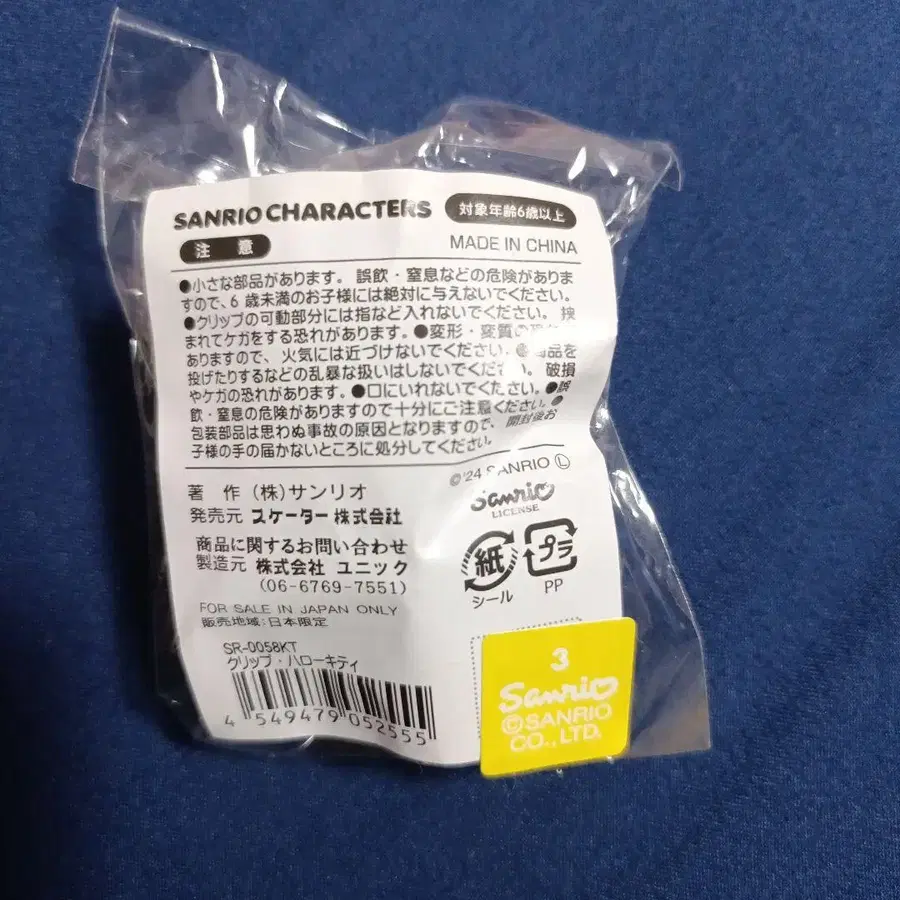 SANRIO CHARACTERS 対象年齢6歳以上
注 意 MADE IN CHINA
●小さな部品があります。誤飲・窒息などの危険がありま
すので、6歳未満のお子様には絶対に与えないでください。
●クリップの可動部分には指など入れないでください。挟
まれてケガをする恐れがあります。●変形・変質の
ありますので、火気には近づけないでください。●商品を
投げたりするなどの乱暴な扱いはしないでください。破損
やケガの恐れがあります。●口にいれないでください。●誤
飲・窒息の危険がありますので十分にご注意ください。●
包装部品は思わぬ事故の原因となりますので、開封後お
子様の手の届かないところに処分してください。
©'24 SANRIO Ⓛ
Sanrio
LICENSE
著 作 (株)サンリオ
発売元 スケーター株式会社
商品に関するお問い合わせ
製造元 株式会社 ユニック
(06-6769-7551)
紙
シール
プラ
PP
FOR SALE IN JAPAN ONLY
販売地域:日本限定
SR-0058KT
クリップ・ハローキティ
4 549479 052555
3
Sanrio
©SANRIO
CO., LTD.